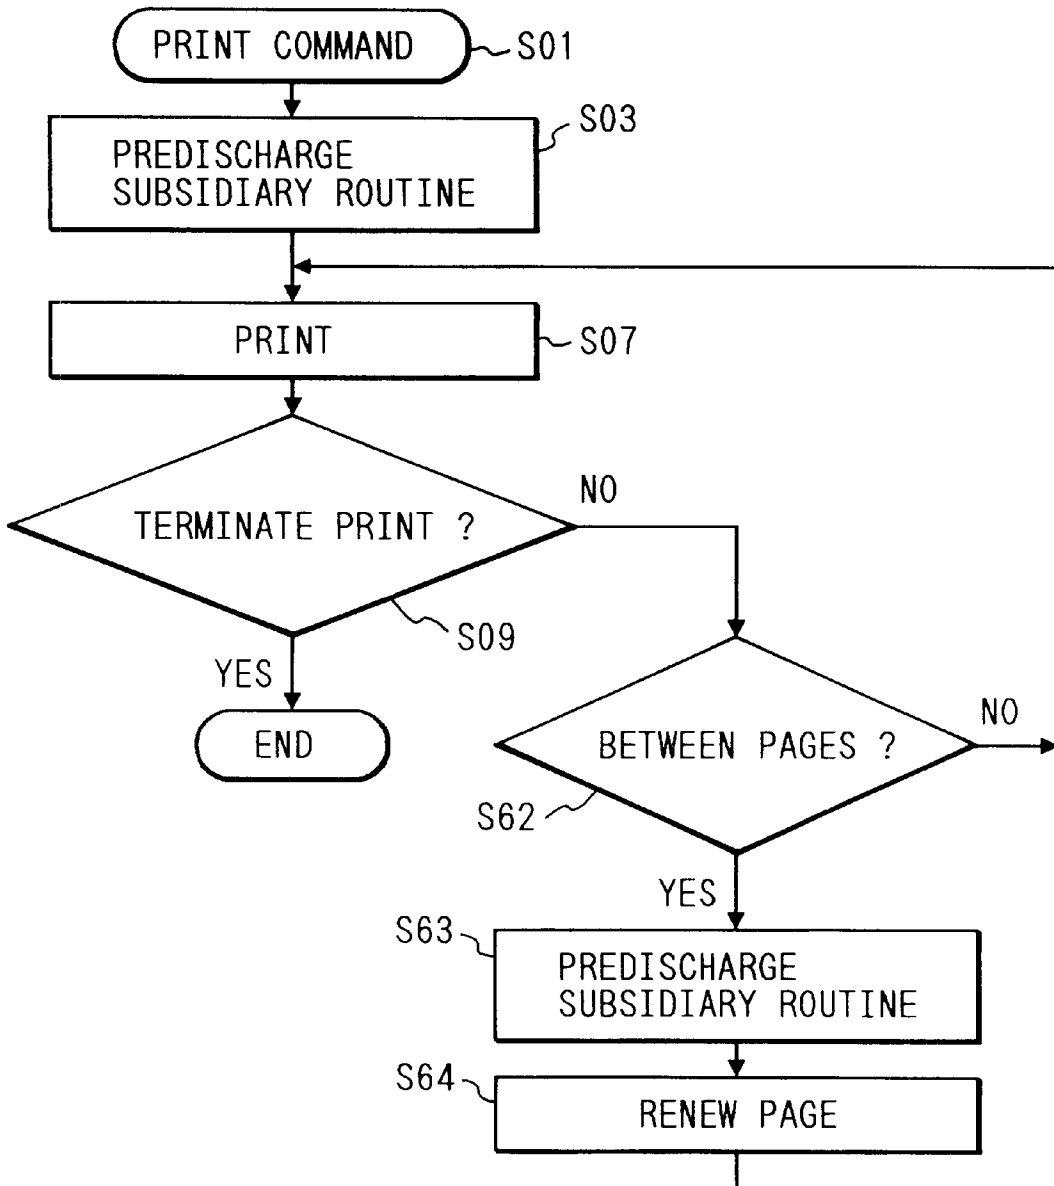 PRINT COMMAND
S01
S03
PREDISCHARGE
SUBSIDIARY ROUTINE
PRINT
S07
NO
TERMINATE PRINT ?
S09
YES
END
NO
BETWEEN PAGES ?
S62
YES
S63
PREDISCHARGE
SUBSIDIARY ROUTINE
S64
RENEW PAGE